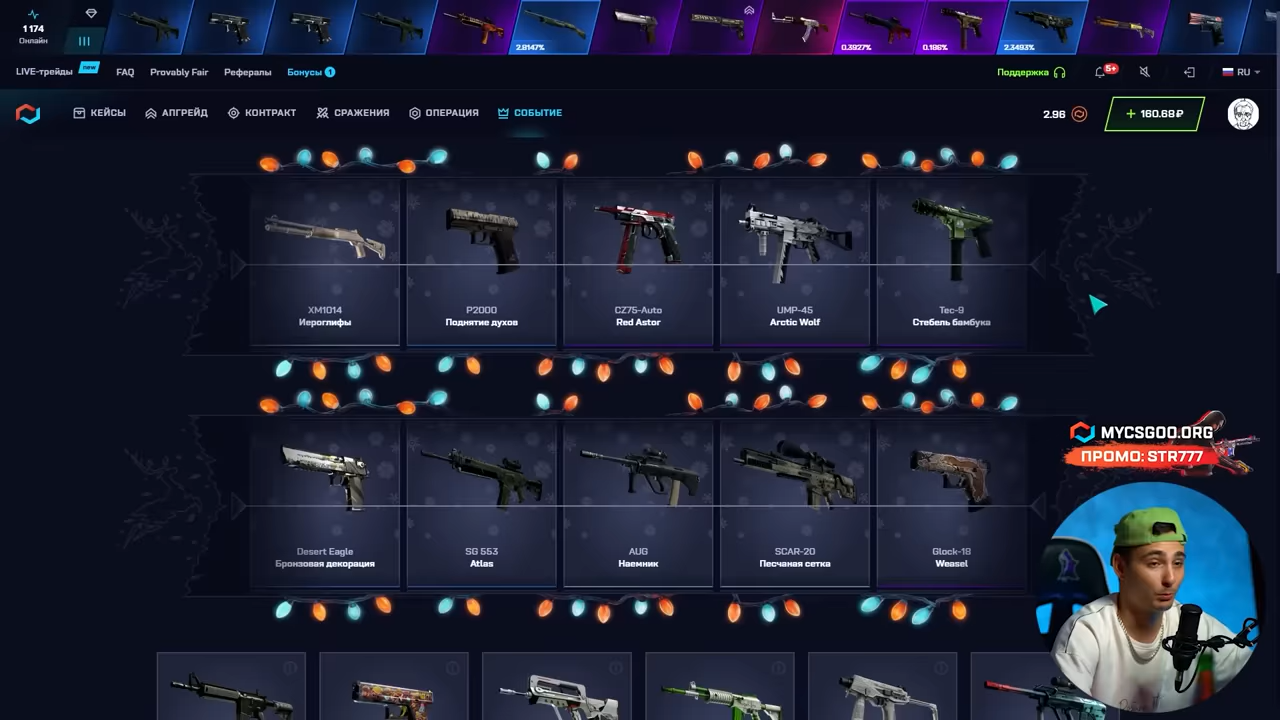 1 174
Онлайн
2.8147%
0.3927%
0.186%
2.3493%
LIVE-трейды
new
FAQ
Provably Fair
Рефералы
Бонусы
1
Поддержка
5+
RU
КЕЙСЫ
АПГРЕЙД
КОНТРАКТ
СРАЖЕНИЯ
ОПЕРАЦИЯ
СОБЫТИЕ
2.96
+ 160.68 ₽
XM1014
Иероглифы
P2000
Поднятие духов
CZ75-Auto
Red Astor
UMP-45
Arctic Wolf
Tec-9
Стебель бамбука
MYCSGOO.ORG
ПРОМО: STR777
Desert Eagle
Бронзовая декорация
SG 553
Atlas
AUG
Наемник
SCAR-20
Песчаная сетка
Glock-18
Weasel